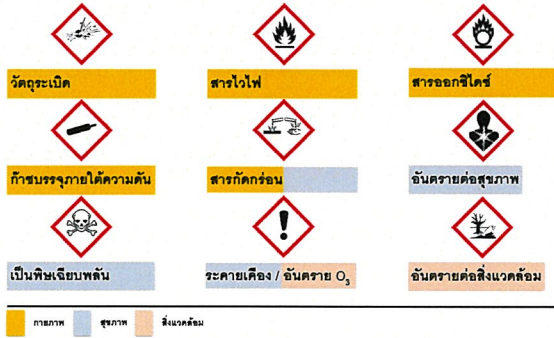 วัตถุระเบิด
สารไวไฟ
สารออกซิไดซ์
ก๊าซบรรจุภายใต้ความดัน
สารกัดกร่อน
อันตรายต่อสุขภาพ
เป็นพิษเฉียบพลัน
ระคายเคือง / อันตราย O₃
อันตรายต่อสิ่งแวดล้อม
กายภาพ
สุขภาพ
สิ่งแวดล้อม